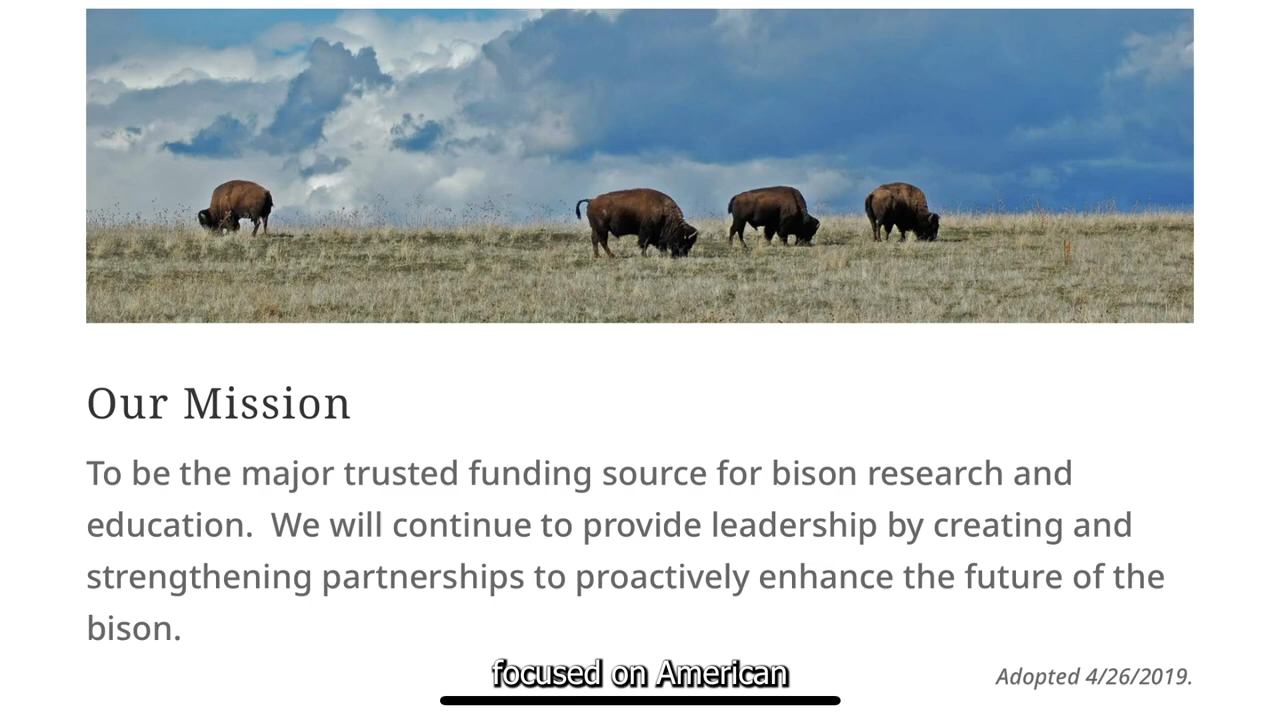 Our Mission
To be the major trusted funding source for bison research and
education.  We will continue to provide leadership by creating and
strengthening partnerships to proactively enhance the future of the
bison.
focused on American
Adopted 4/26/2019.